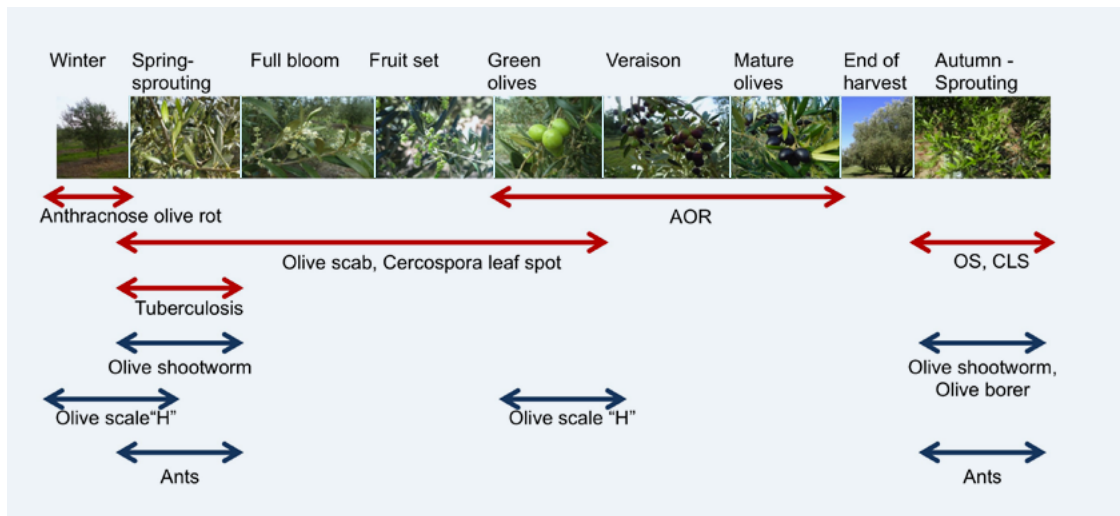 Winter
Spring-
sprouting
Full bloom
Fruit set
Green
olives
Veraison
Mature
olives
End of
harvest
Autumn -
Sprouting
Anthracnose olive rot
AOR
Olive scab, Cercospora leaf spot
OS, CLS
Tuberculosis
Olive shootworm
Olive shootworm,
Olive borer
Olive scale“H”
Olive scale “H”
Ants
Ants